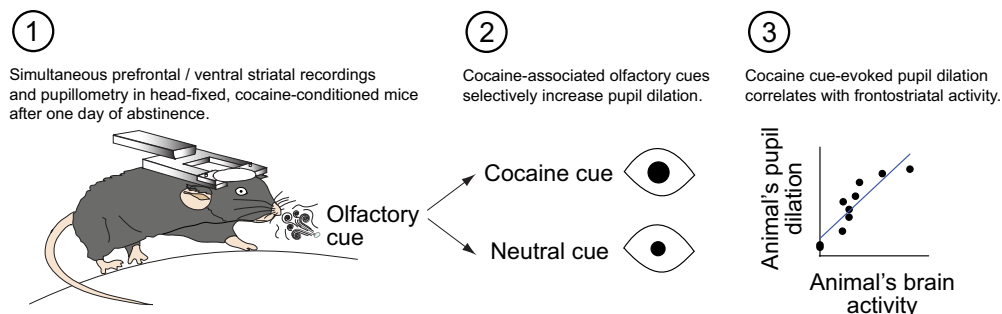 1
Simultaneous prefrontal / ventral striatal recordings
and pupillometry in head-fixed, cocaine-conditioned mice
after one day of abstinence.
Olfactory
cue
2
Cocaine-associated olfactory cues
selectively increase pupil dilation.
Cocaine cue
Neutral cue
3
Cocaine cue-evoked pupil dilation
correlates with frontostriatal activity.
Animal’s pupil
dilation
Animal’s brain
activity